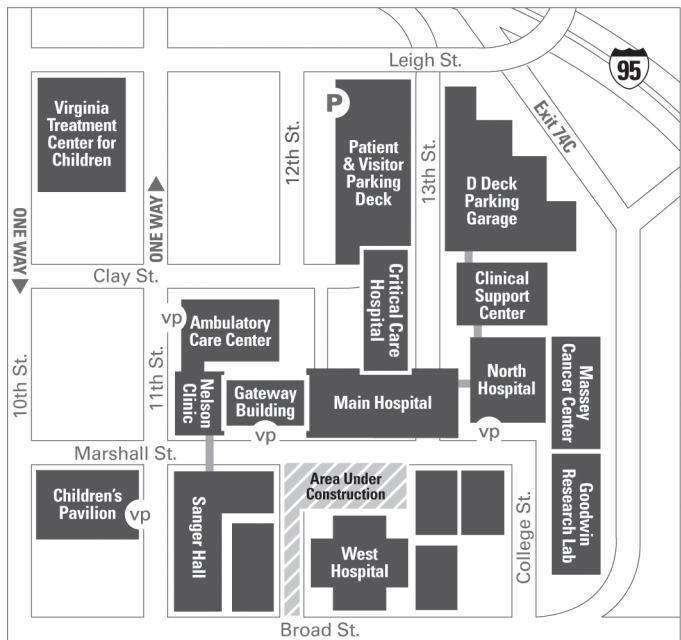 Leigh St.
95
Exit 74C
Virginia
Treatment
Center for
Children
12th St.
P
Patient
& Visitor
Parking
Deck
13th St.
D Deck
Parking
Garage
ONE WAY
ONE WAY
Clay St.
Critical Care
Hospital
Clinical
Support
Center
vp
Ambulatory
Care Center
10th St.
11th St.
Nelson
Clinic
Gateway
Building
vp
Main Hospital
North
Hospital
vp
Massey
Cancer Center
Marshall St.
Children's
Pavilion
vp
Sanger Hall
Area Under
Construction
West
Hospital
College St.
Goodwin
Research Lab
Broad St.